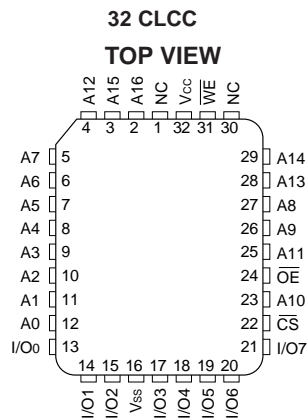 32 CLCC
TOP VIEW
A12 A15 A16 NC Vcc W̅E̅ NC
4 3 2 1 32 31 30
A7 5 29 A14
A6 6 28 A13
A5 7 27 A8
A4 8 26 A9
A3 9 25 A11
A2 10 24 O̅E̅
A1 11 23 A10
A0 12 22 C̅S̅
I/O0 13 21 I/O7
14 15 16 17 18 19 20
I/O1 I/O2 Vss I/O3 I/O4 I/O5 I/O6